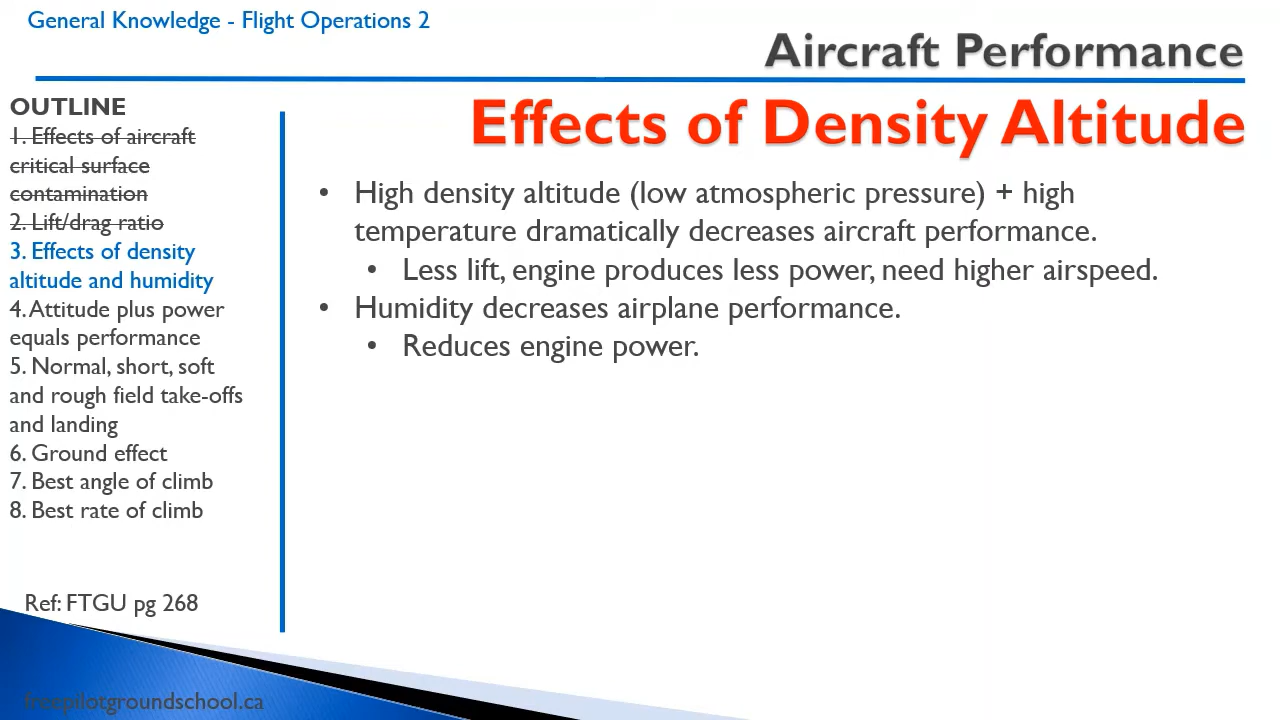 General Knowledge - Flight Operations 2
Aircraft Performance
OUTLINE
1. Effects of aircraft
critical surface
contamination
2. Lift/drag ratio
3. Effects of density
altitude and humidity
4. Attitude plus power
equals performance
5. Normal, short, soft
and rough field take-offs
and landing
6. Ground effect
7. Best angle of climb
8. Best rate of climb
Ref: FTGU pg 268
freepilotgroundschool.ca
Effects of Density Altitude
• High density altitude (low atmospheric pressure) + high
temperature dramatically decreases aircraft performance.
• Less lift, engine produces less power, need higher airspeed.
• Humidity decreases airplane performance.
• Reduces engine power.